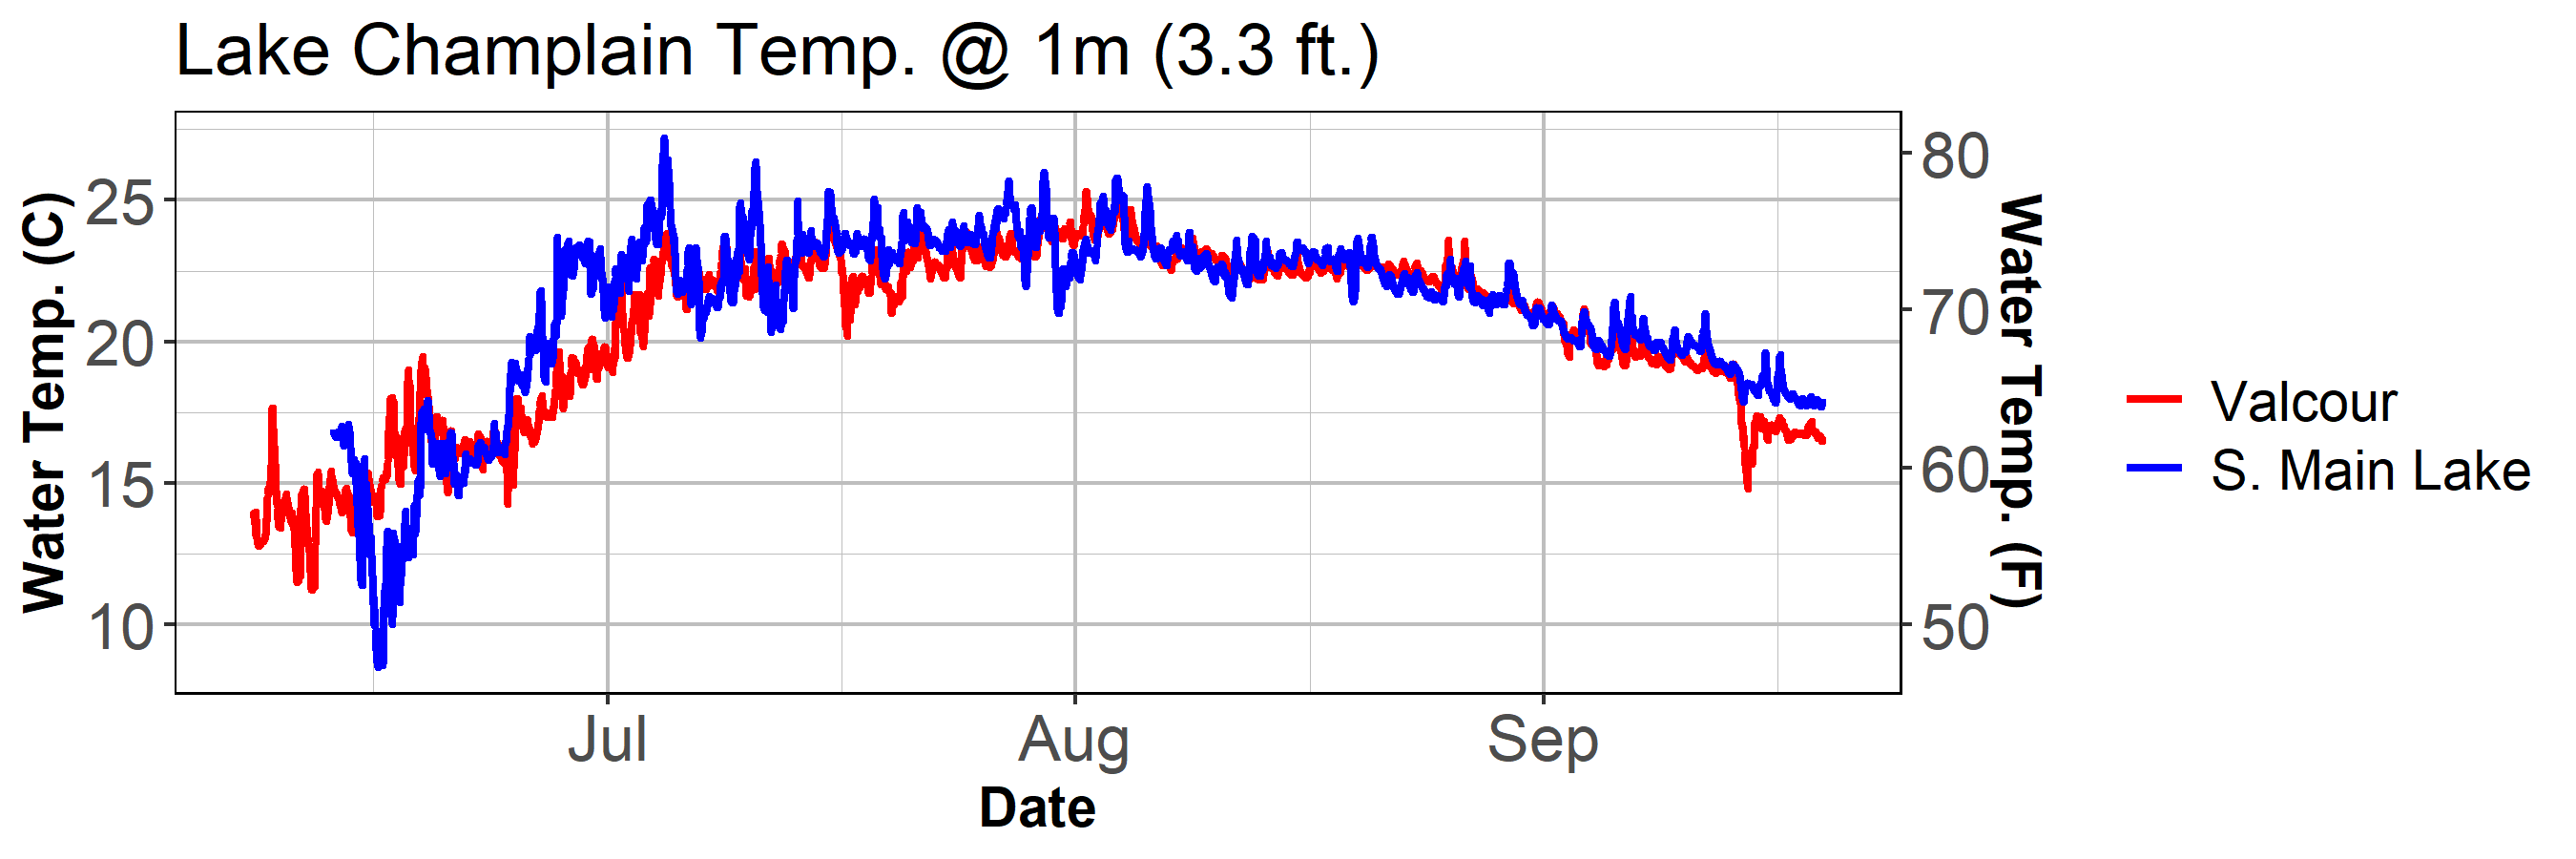 Lake Champlain Temp. @ 1m (3.3 ft.)
Water Temp. (C)
25
20
15
10
80
70
60
50
Water Temp. (F)
Jul
Aug
Sep
Date
Valcour
S. Main Lake